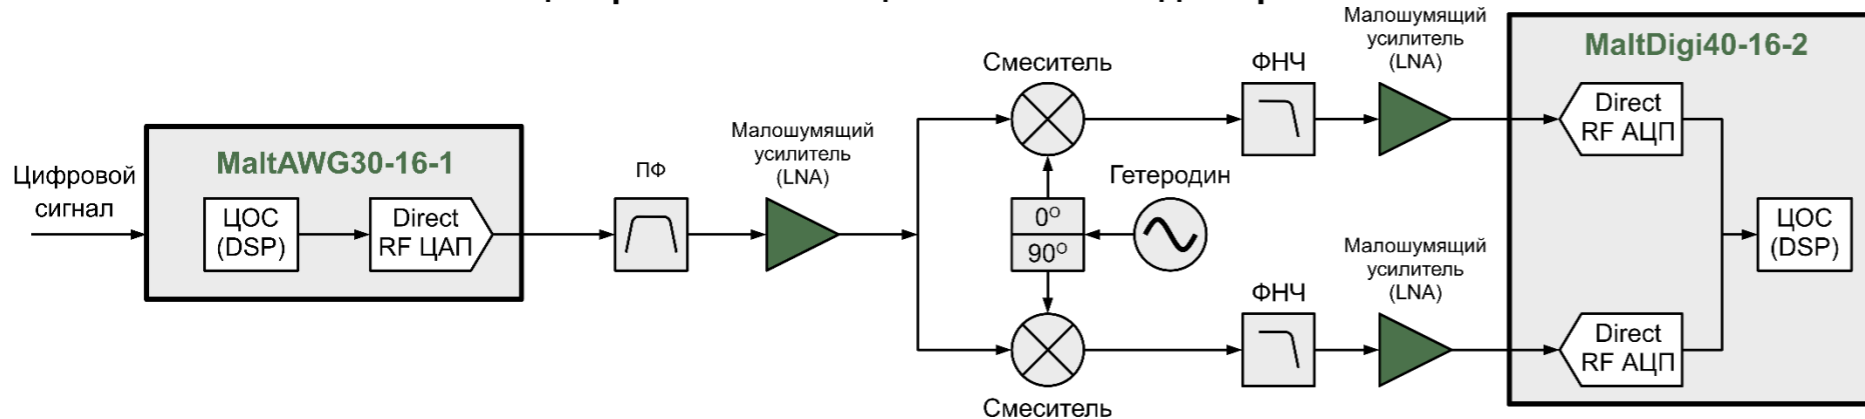 Малошумящий
усилитель
(LNA)
MaltDigi40-16-2
Смеситель
ФНЧ
Direct
RF АЦП
Малошумящий
усилитель
(LNA)
MaltAWG30-16-1
ПФ
Гетеродин
Цифровой
сигнал
ЦОС
(DSP)
Direct
RF ЦАП
0°
90°
ЦОС
(DSP)
Малошумящий
усилитель
(LNA)
ФНЧ
Direct
RF АЦП
Смеситель